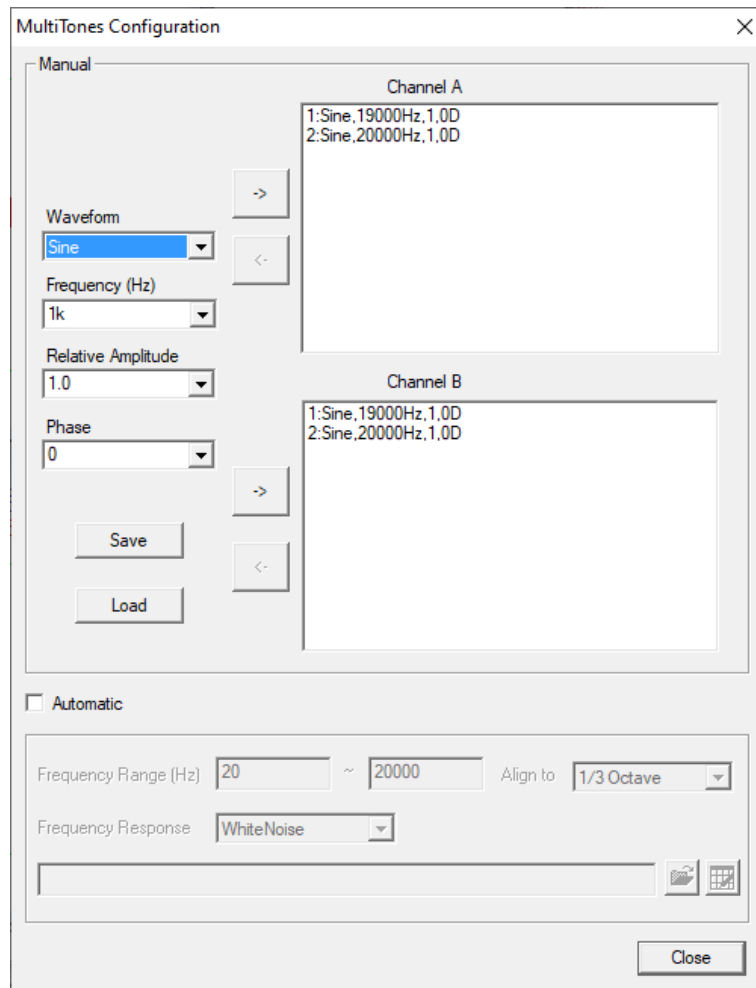 MultiTones Configuration
Manual
Channel A
1:Sine,19000Hz,1,0D
2:Sine,20000Hz,1,0D
->
<-
Waveform
Sine
Frequency (Hz)
1k
Relative Amplitude
1.0
Phase
0
Channel B
1:Sine,19000Hz,1,0D
2:Sine,20000Hz,1,0D
->
<-
Save
Load
Automatic
Frequency Range (Hz) 20 ~ 20000 Align to 1/3 Octave
Frequency Response WhiteNoise
Close